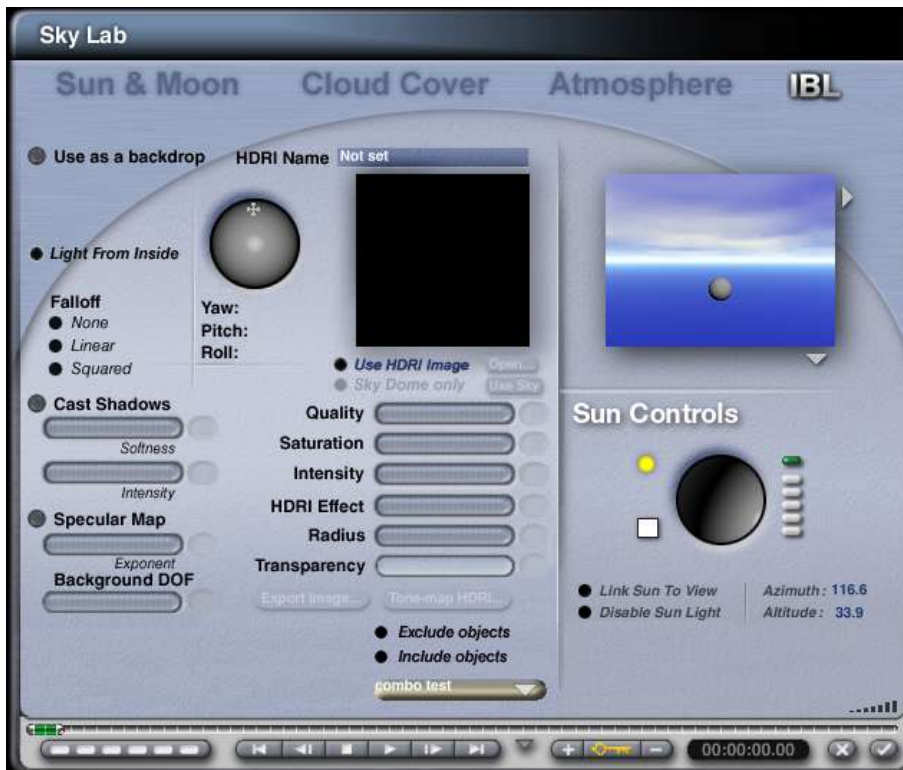 Sky Lab
Sun & Moon Cloud Cover Atmosphere IBL
Use as a backdrop
HDRI Name Not set
Light From Inside
Falloff
None
Linear
Squared
Yaw:
Pitch:
Roll:
Use HDRI Image Open...
Sky Dome only Use Sky
Cast Shadows
Softness
Intensity
Specular Map
Exponent
Background DOF
Quality
Saturation
Intensity
HDRI Effect
Radius
Transparency
Export Image... Tone-map HDRI...
Exclude objects
Include objects
combo test
Sun Controls
Link Sun To View Azimuth: 116.6
Disable Sun Light Altitude: 33.9
00:00:00.00